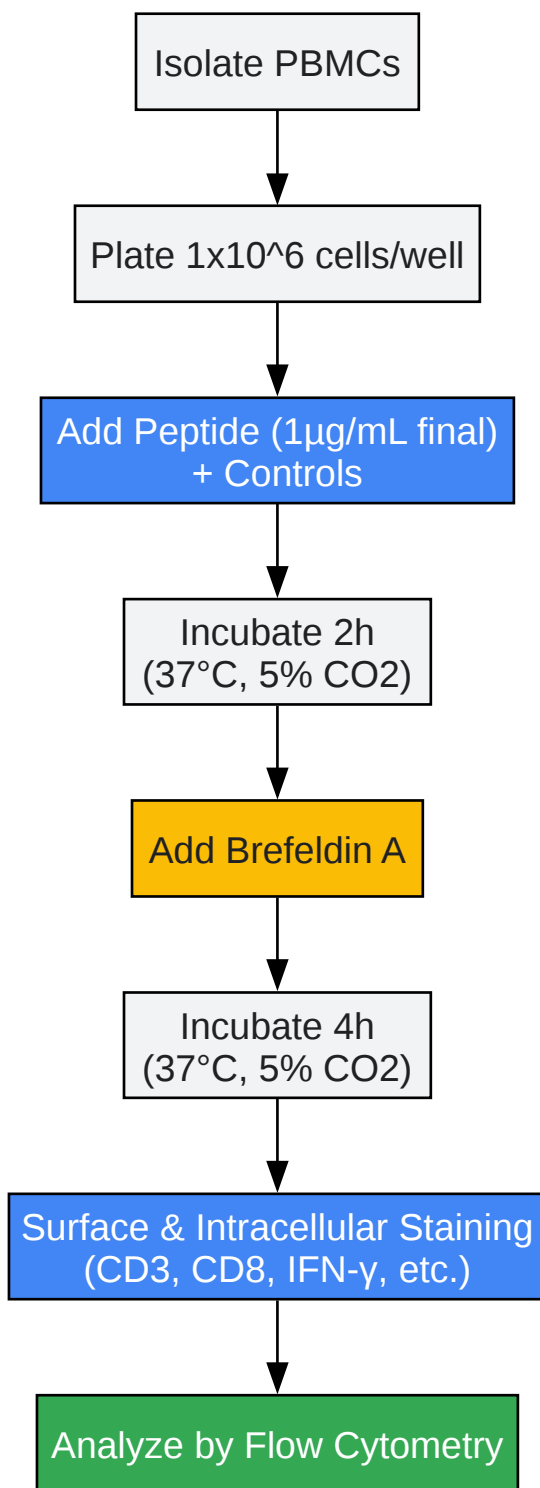 Isolate PBMCs
Plate 1x10^6 cells/well
Add Peptide (1µg/mL final)
+ Controls
Incubate 2h
(37°C, 5% CO2)
Add Brefeldin A
Incubate 4h
(37°C, 5% CO2)
Surface & Intracellular Staining
(CD3, CD8, IFN-γ, etc.)
Analyze by Flow Cytometry